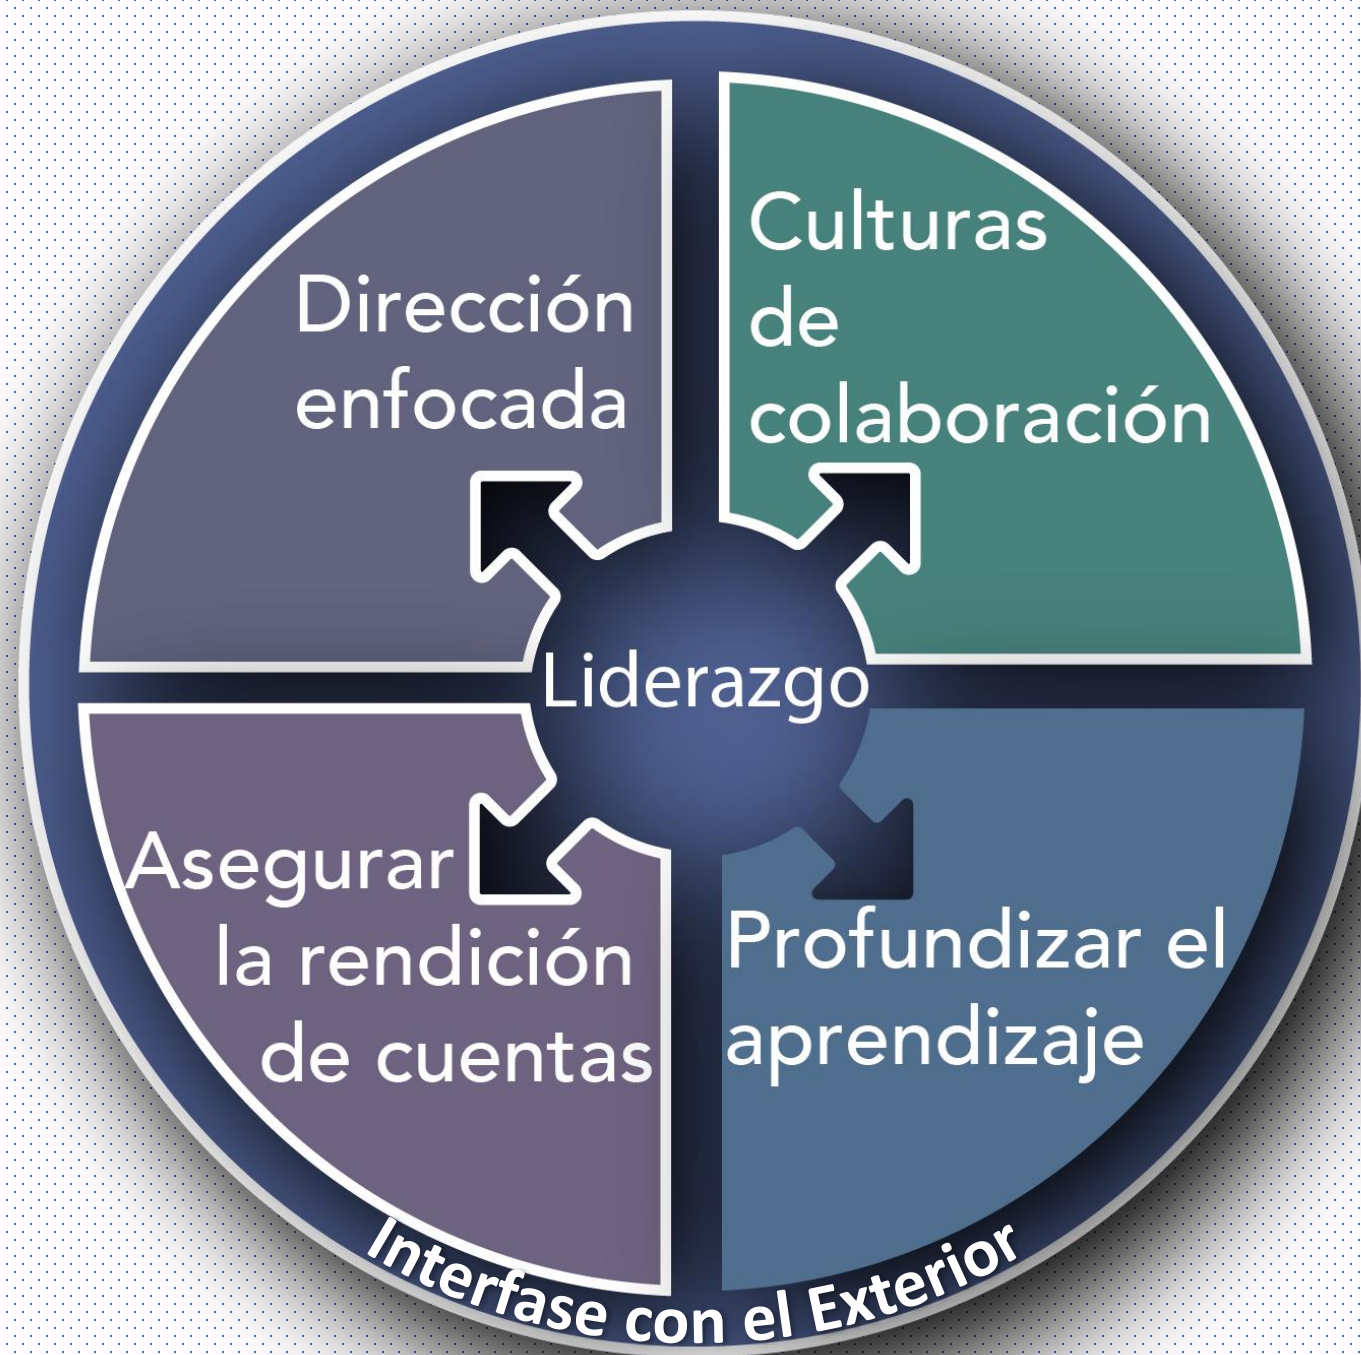 Dirección
enfocada
Culturas
de
colaboración
Liderazgo
Asegurar
la rendición
de cuentas
Profundizar el
aprendizaje
Interfase con el Exterior